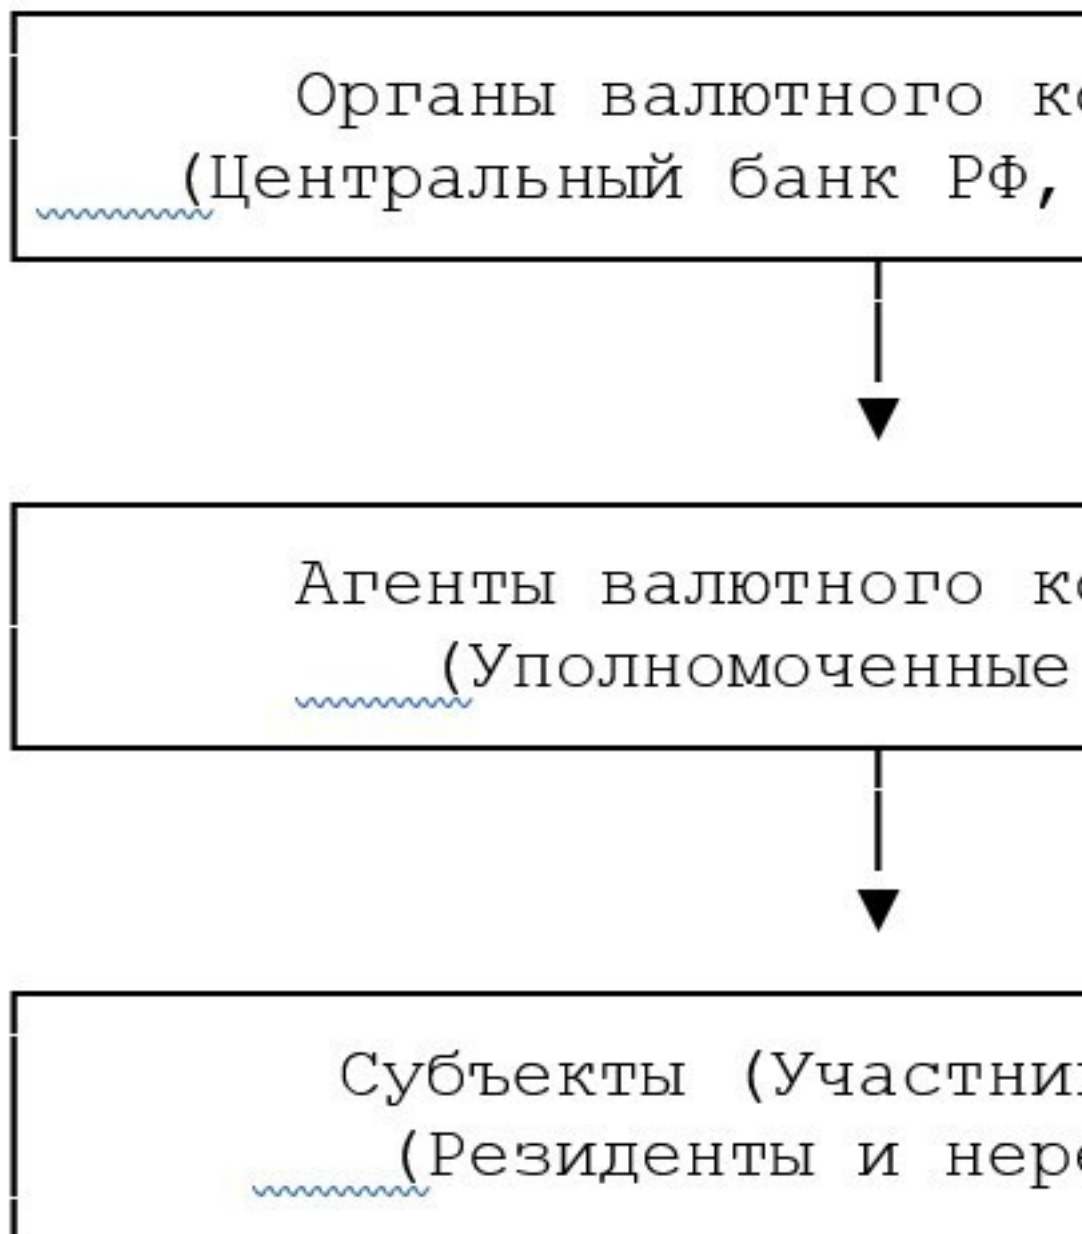 Органы валютного
(Центральный банк РФ,
Агенты валютного
(Уполномоченные
Субъекты
(Резиденты и